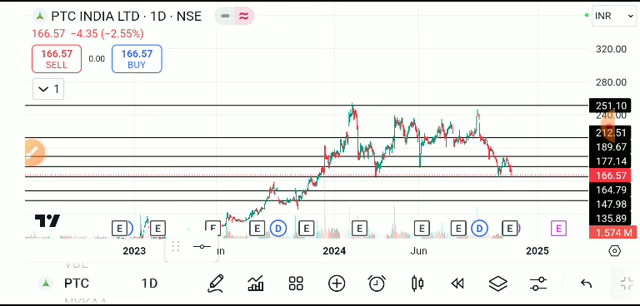 PTC INDIA LTD · 1D · NSE
INR
166.57 −4.35 (−2.55%)
166.57
SELL
0.00
166.57
BUY
1
320.00
280.00
251.10
240.00
212.51
189.67
177.14
166.57
164.79
147.98
135.89
1.574 M
E D E E E D E E E E D E E
2023
2024
Jun
2025
PTC 1D
NYKAA